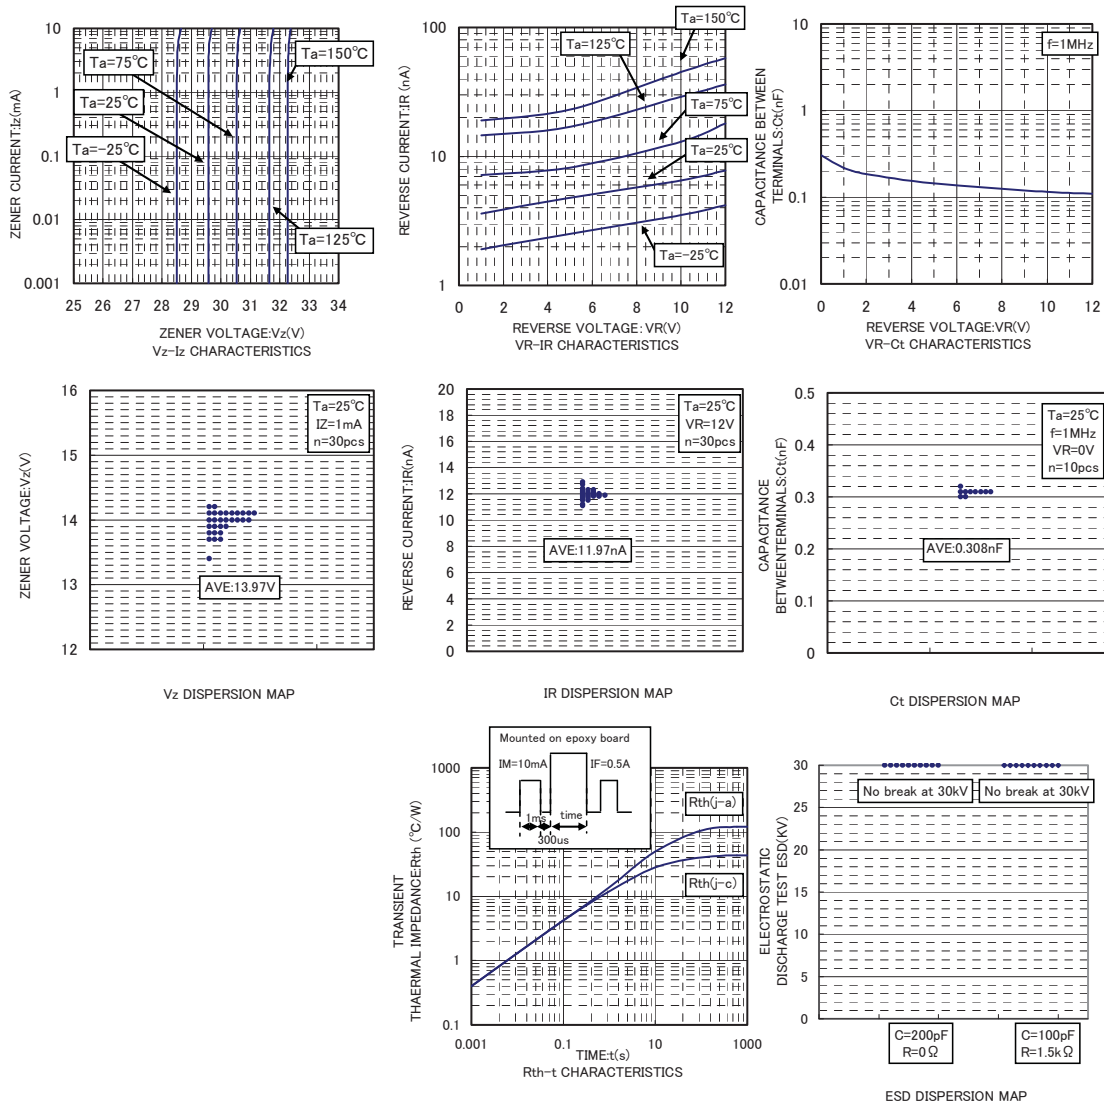 10
1
0.1
0.01
0.001
ZENER CURRENT:Iz(mA)
Ta=75℃
Ta=25℃
Ta=−25℃
Ta=150℃
Ta=125℃
25 26 27 28 29 30 31 32 33 34
ZENER VOLTAGE:Vz(V)
Vz-Iz CHARACTERISTICS
100
10
1
REVERSE CURRENT:IR (nA)
Ta=150℃
Ta=125℃
Ta=75℃
Ta=25℃
Ta=−25℃
0 2 4 6 8 10 12
REVERSE VOLTAGE:VR(V)
VR-IR CHARACTERISTICS
10
1
0.1
0.01
CAPACITANCE BETWEEN
TERMINALS:Ct(nF)
f=1MHz
0 2 4 6 8 10 12
REVERSE VOLTAGE:VR(V)
VR-Ct CHARACTERISTICS
16
15
14
13
12
ZENER VOLTAGE:Vz(V)
Ta=25℃
IZ=1mA
n=30pcs
AVE:13.97V
Vz DISPERSION MAP
20
18
16
14
12
10
8
6
4
2
0
REVERSE CURRENT:IR(nA)
Ta=25℃
VR=12V
n=30pcs
AVE:11.97nA
IR DISPERSION MAP
0.5
0.4
0.3
0.2
0.1
0
CAPACITANCE
BETWEENTERMINALS:Ct(nF)
Ta=25℃
f=1MHz
VR=0V
n=10pcs
AVE:0.308nF
Ct DISPERSION MAP
Mounted on epoxy board
IM=10mA IF=0.5A
1ms time
300us
1000
100
10
1
0.1
TRANSIENT
THAERMAL IMPEDANCE:Rth (℃/W)
Rth(j-a)
Rth(j-c)
0.001 0.1 10 1000
TIME:t(s)
Rth-t CHARACTERISTICS
30
25
20
15
10
5
0
ELECTROSTATIC
DISCHARGE TEST ESD(KV)
No break at 30kV No break at 30kV
C=200pF
R=0Ω
C=100pF
R=1.5kΩ
ESD DISPERSION MAP